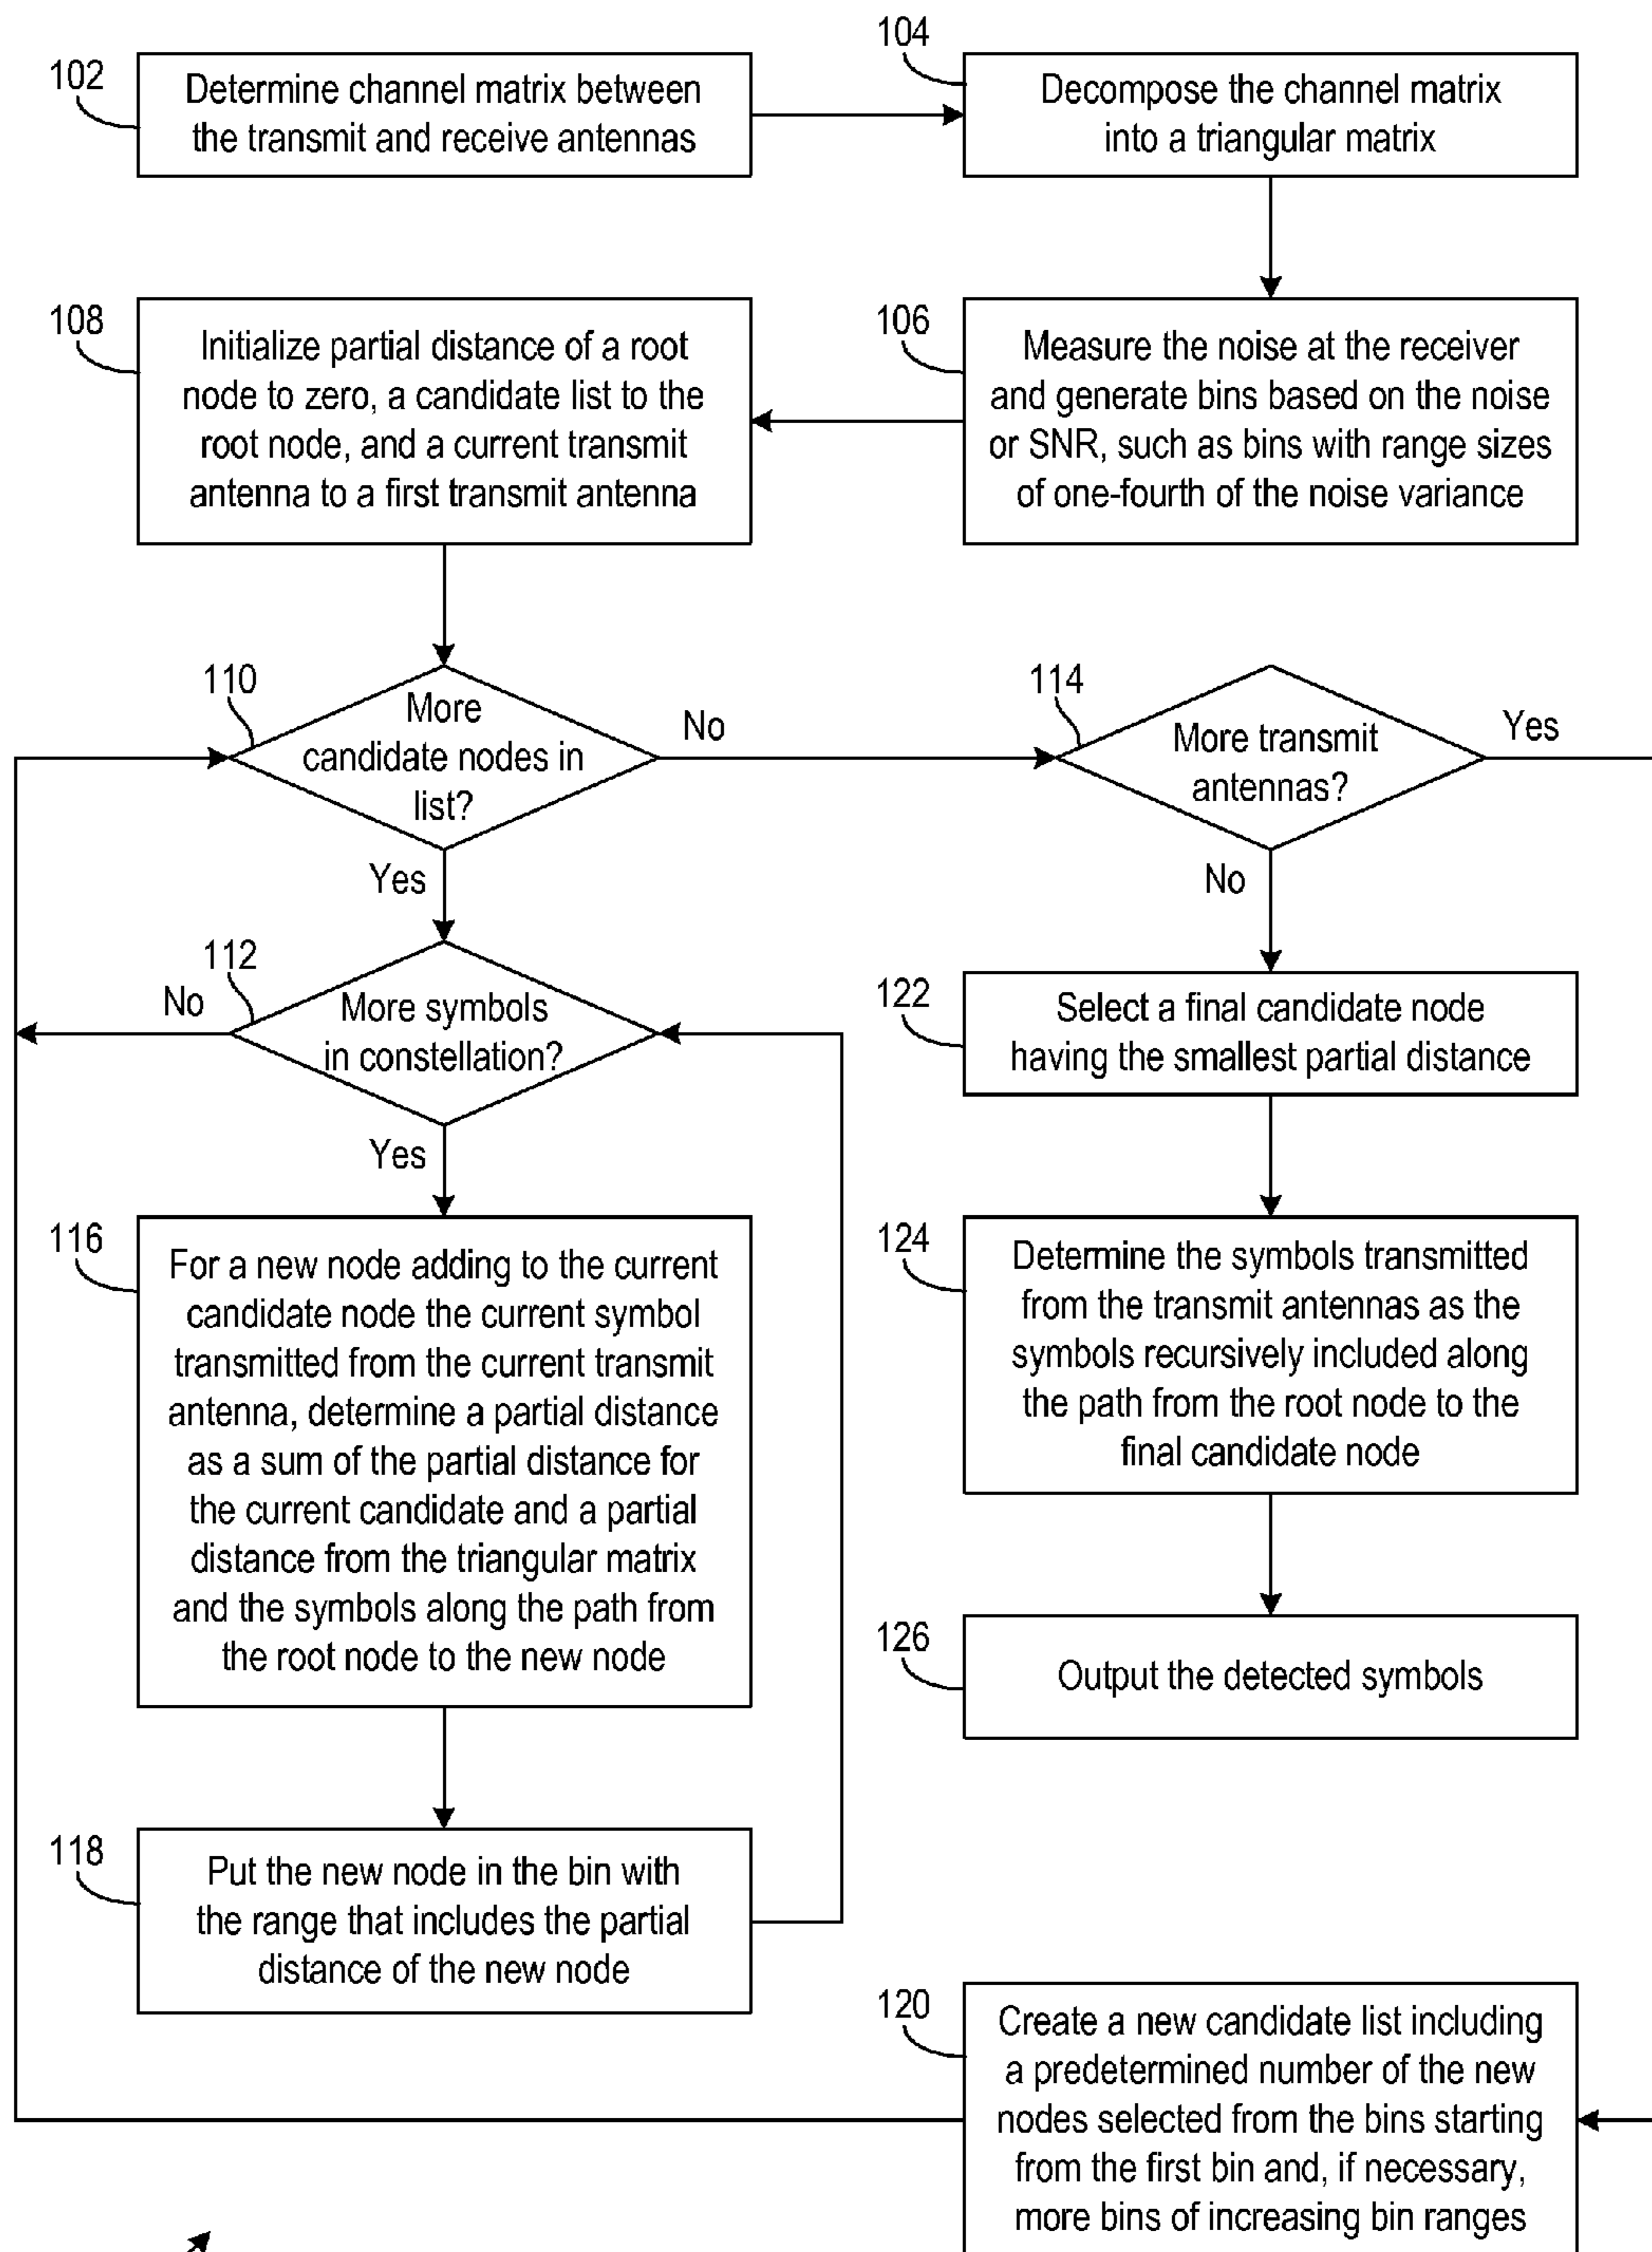 102
Determine channel matrix between
the transmit and receive antennas
104
Decompose the channel matrix
into a triangular matrix
108
Initialize partial distance of a root
node to zero, a candidate list to the
root node, and a current transmit
antenna to a first transmit antenna
106
Measure the noise at the receiver
and generate bins based on the noise
or SNR, such as bins with range sizes
of one-fourth of the noise variance
110
More
candidate nodes in
list?
No
Yes
114
More transmit
antennas?
Yes
No
112
More symbols
in constellation?
No
Yes
122
Select a final candidate node
having the smallest partial distance
116
For a new node adding to the current
candidate node the current symbol
transmitted from the current transmit
antenna, determine a partial distance
as a sum of the partial distance for
the current candidate and a partial
distance from the triangular matrix
and the symbols along the path from
the root node to the new node
124
Determine the symbols transmitted
from the transmit antennas as the
symbols recursively included along
the path from the root node to the
final candidate node
126
Output the detected symbols
118
Put the new node in the bin with
the range that includes the partial
distance of the new node
120
Create a new candidate list including
a predetermined number of the new
nodes selected from the bins starting
from the first bin and, if necessary,
more bins of increasing bin ranges